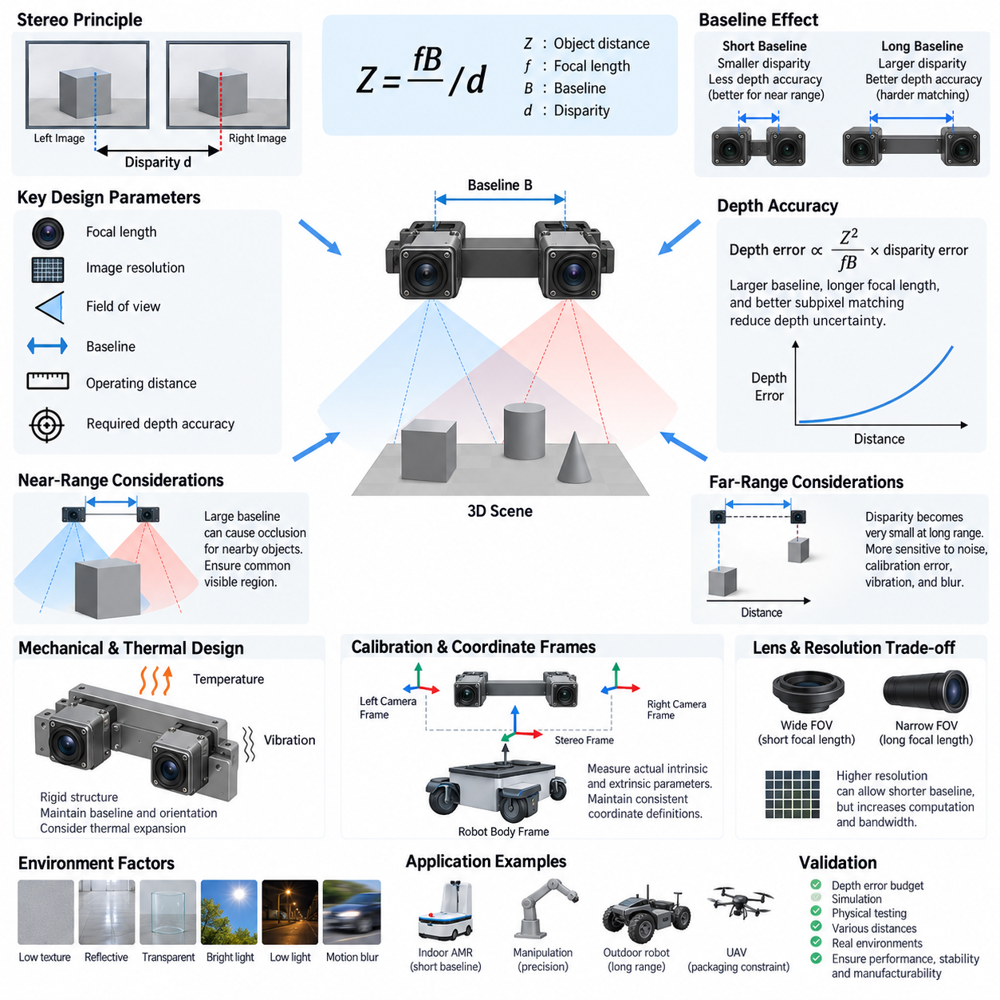 Stereo Principle
Left Image
Right Image
Disparity d
Z = fB / d
Z : Object distance
f : Focal length
B : Baseline
d : Disparity
Baseline Effect
Short Baseline
Smaller disparity
Less depth accuracy
(better for near range)
Long Baseline
Larger disparity
Better depth accuracy
(harder matching)
Key Design Parameters
Focal length
Image resolution
Field of view
Baseline
Operating distance
Required depth accuracy
Baseline B
3D Scene
Depth Accuracy
Depth error ∝ Z² / fB × disparity error
Larger baseline, longer focal length,
and better subpixel matching
reduce depth uncertainty.
Depth
Error
Distance
Near-Range Considerations
Large baseline
can cause occlusion
for nearby objects.
Ensure common
visible region.
Far-Range Considerations
Disparity becomes
very small at long range.
More sensitive to noise,
calibration error,
vibration, and blur.
Distance
Mechanical & Thermal Design
Temperature
Vibration
Rigid structure
Maintain baseline and orientation
Consider thermal expansion
Calibration & Coordinate Frames
Left Camera
Frame
Right Camera
Frame
Stereo Frame
Measure actual intrinsic
and extrinsic parameters.
Maintain consistent
coordinate definitions.
Robot Body Frame
Lens & Resolution Trade-off
Wide FOV
(short focal length)
Narrow FOV
(long focal length)
Higher resolution
can allow shorter baseline,
but increases computation
and bandwidth.
Environment Factors
Low texture
Reflective
Transparent
Bright light
Low light
Motion blur
Application Examples
Indoor AMR
(short baseline)
Manipulation
(precision)
Outdoor robot
(long range)
UAV
(packaging constraint)
Validation
Depth error budget
Simulation
Physical testing
Various distances
Real environments
Ensure performance, stability
and manufacturability